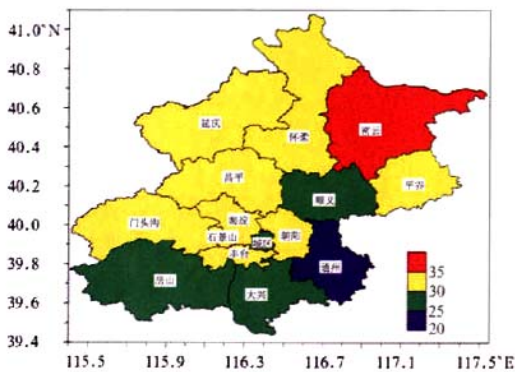 41.0°N
40.8
40.6
延庆
怀柔
密云
40.4
昌平
平谷
40.2
顺义
门头沟
海淀
40.0
石景山
城区
朝阳
丰台
39.8
通州
房山
大兴
39.6
39.4
35
30
25
20
115.5 115.9 116.3 116.7 117.1 117.5°E